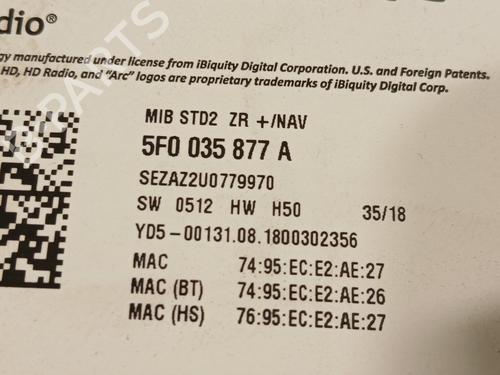 dio®
gy manufactured under license from iBiquity Digital Corporation. U.S. and Foreign Patents.
HD, HD Radio, and "Arc" logos are proprietary trademarks of iBiquity Digital Corp.
MIB STD2 ZR +/NAV
5F0 035 877 A
SEZAZ2U0779970
SW 0512 HW H50 35/18
YD5-00131.08.1800302356
MAC 74:95:EC:E2:AE:27
MAC (BT) 74:95:EC:E2:AE:26
MAC (HS) 76:95:EC:E2:AE:27
B-PARTS